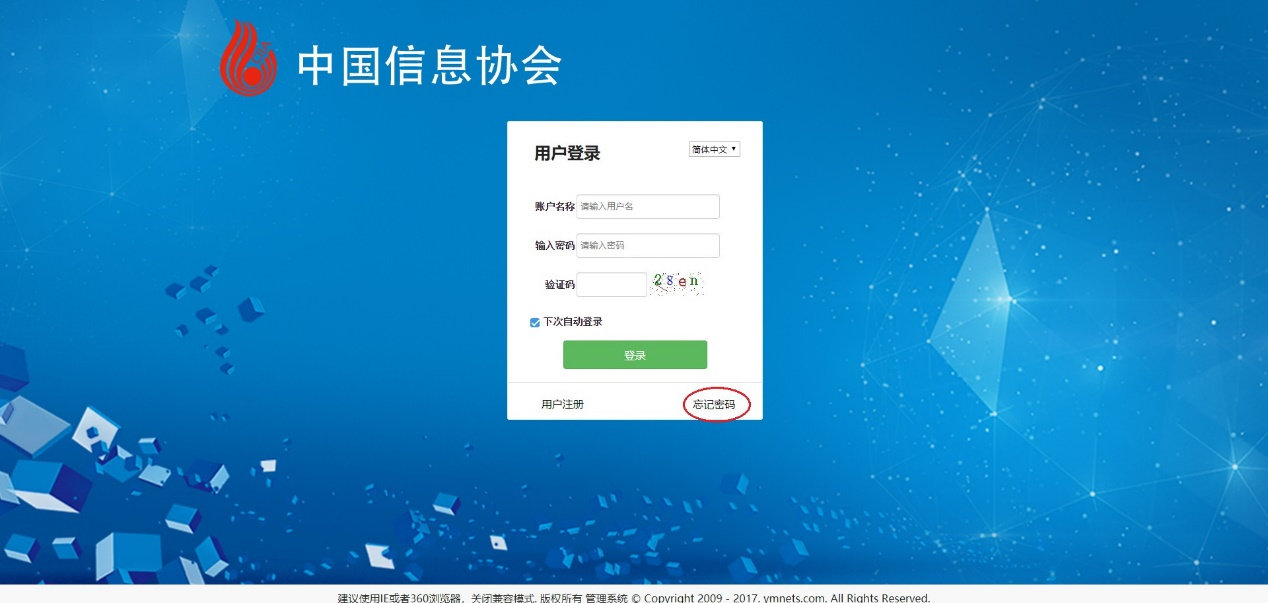 中国信息协会
用户登录
简体中文
账户名称 请输入用户名
输入密码 请输入密码
验证码 28en
下次自动登录
登录
用户注册 忘记密码
建议使用IE或者360浏览器，关闭兼容模式. 版权所有 管理系统 © Copyright 2009 - 2017. ymnets.com. All Rights Reserved.